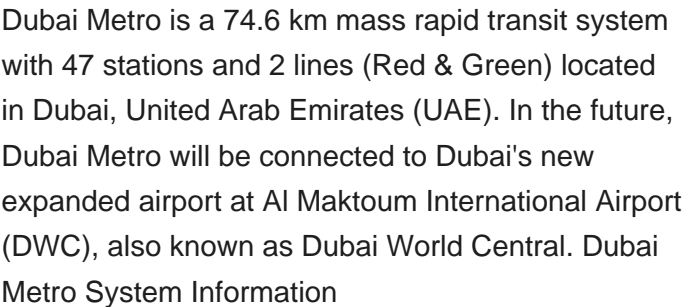 Dubai Metro is a 74.6 km mass rapid transit system
with 47 stations and 2 lines (Red & Green) located
in Dubai, United Arab Emirates (UAE). In the future,
Dubai Metro will be connected to Dubai's new
expanded airport at Al Maktoum International Airport
(DWC), also known as Dubai World Central. Dubai
Metro System Information